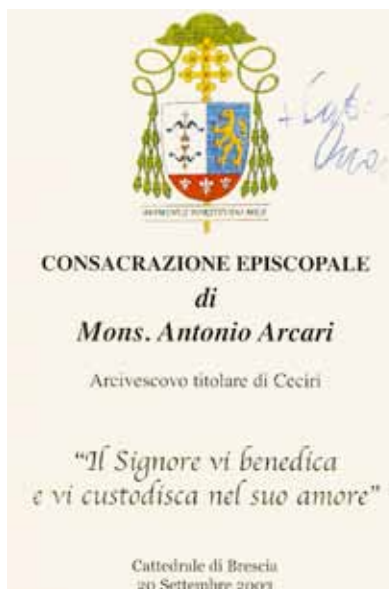 CONSACRAZIONE EPISCOPALE
di
Mons. Antonio Arcari
Arcivescovo titolare di Ceciri
“Il Signore vi benedica
e vi custodisca nel suo amore”
Cattedrale di Brescia
20 Settembre 2003